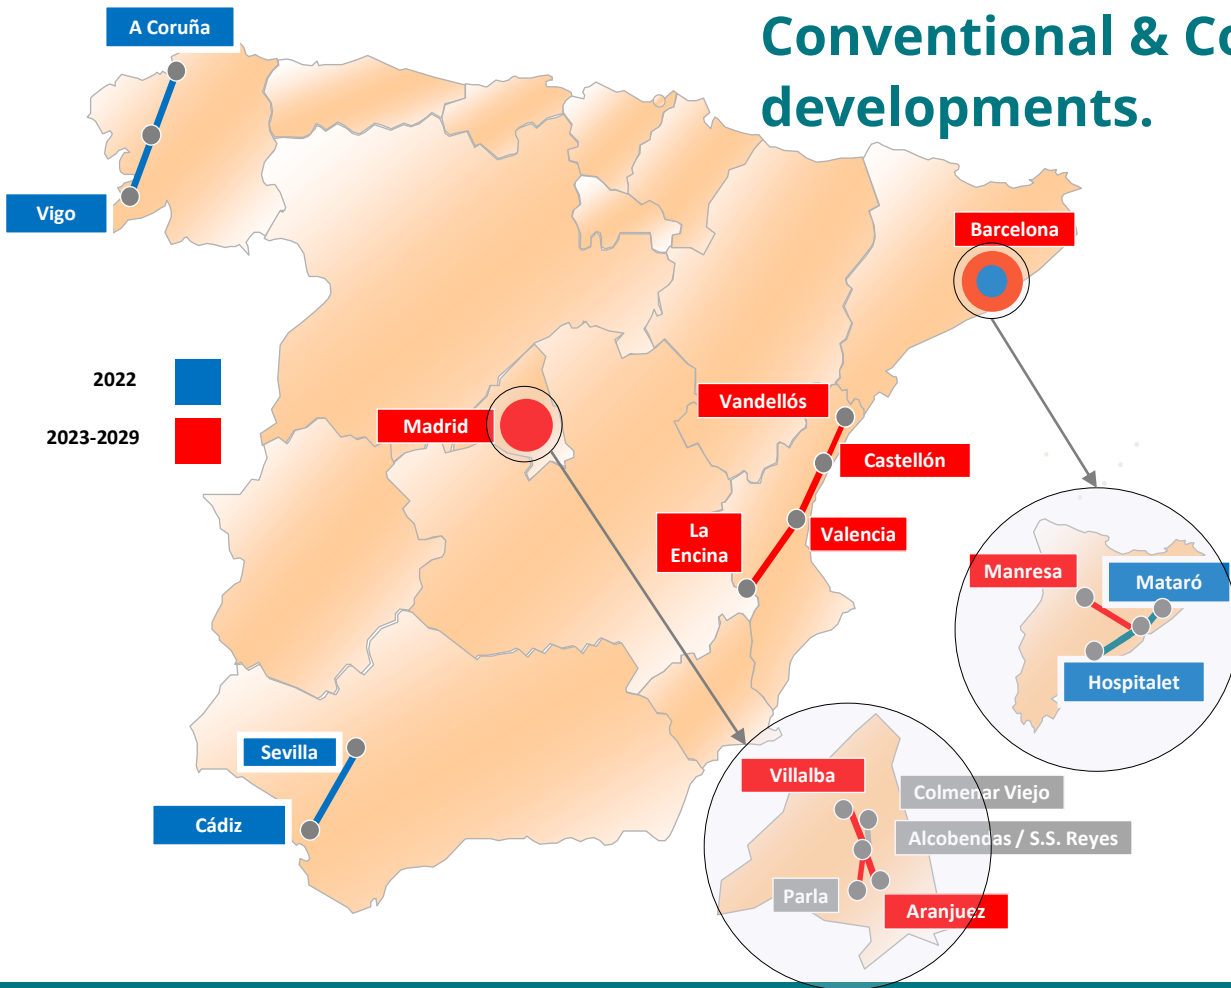 Conventional & Co
developments.
A Coruña
Vigo
Barcelona
2022
2023-2029
Madrid
Vandellós
Castellón
Valencia
La
Encina
Manresa
Mataró
Hospitalet
Sevilla
Cádiz
Villalba
Colmenar Viejo
Alcobendas / S.S. Reyes
Parla
Aranjuez